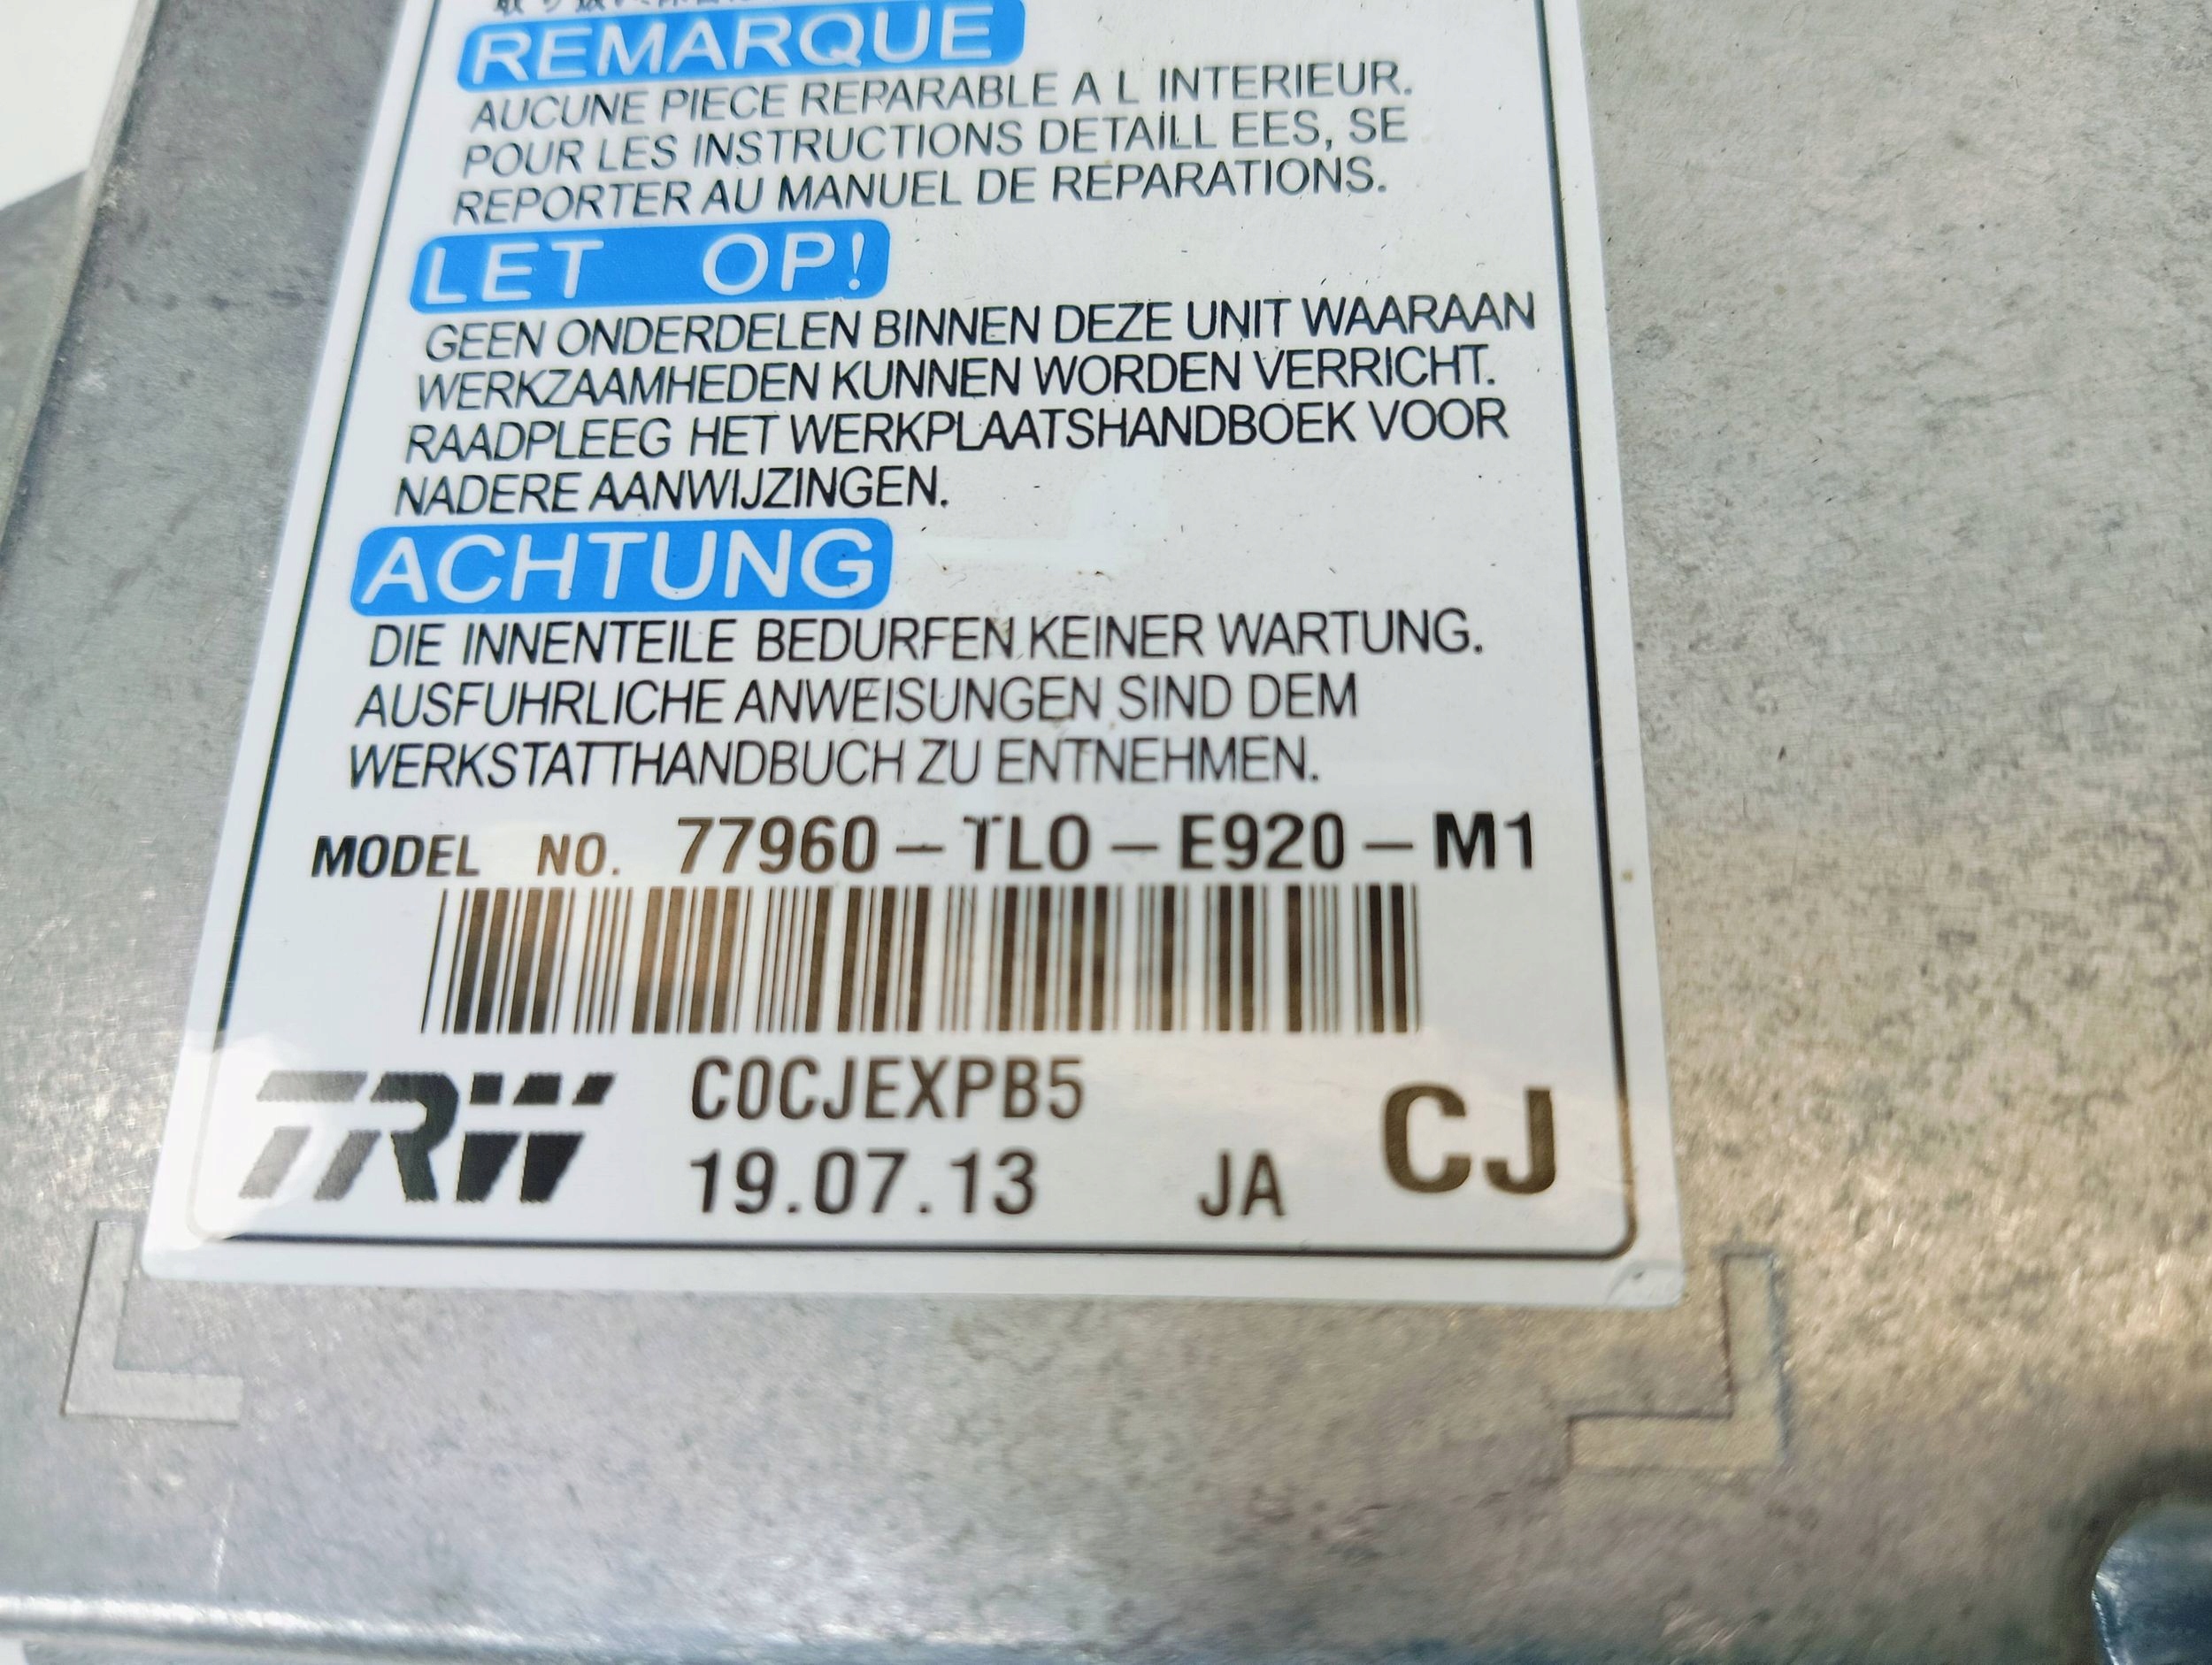 REMARQUE
AUCUNE PIECE REPARABLE A L INTERIEUR.
POUR LES INSTRUCTIONS DETAILL EES, SE
REPORTER AU MANUEL DE REPARATIONS.
LET OP!
GEEN ONDERDELEN BINNEN DEZE UNIT WAARAAN
WERKZAAMHEDEN KUNNEN WORDEN VERRICHT.
RAADPLEEG HET WERKPLAATSHANDBOEK VOOR
NADERE AANWIJZINGEN.
ACHTUNG
DIE INNENTEILE BEDURFEN KEINER WARTUNG.
AUSFUHRLICHE ANWEISUNGEN SIND DEM
WERKSTATTHANDBUCH ZU ENTNEHMEN.
MODEL NO. 77960-TL0-E920-M1
TRW C0CJEXPB5
19.07.13 JA CJ